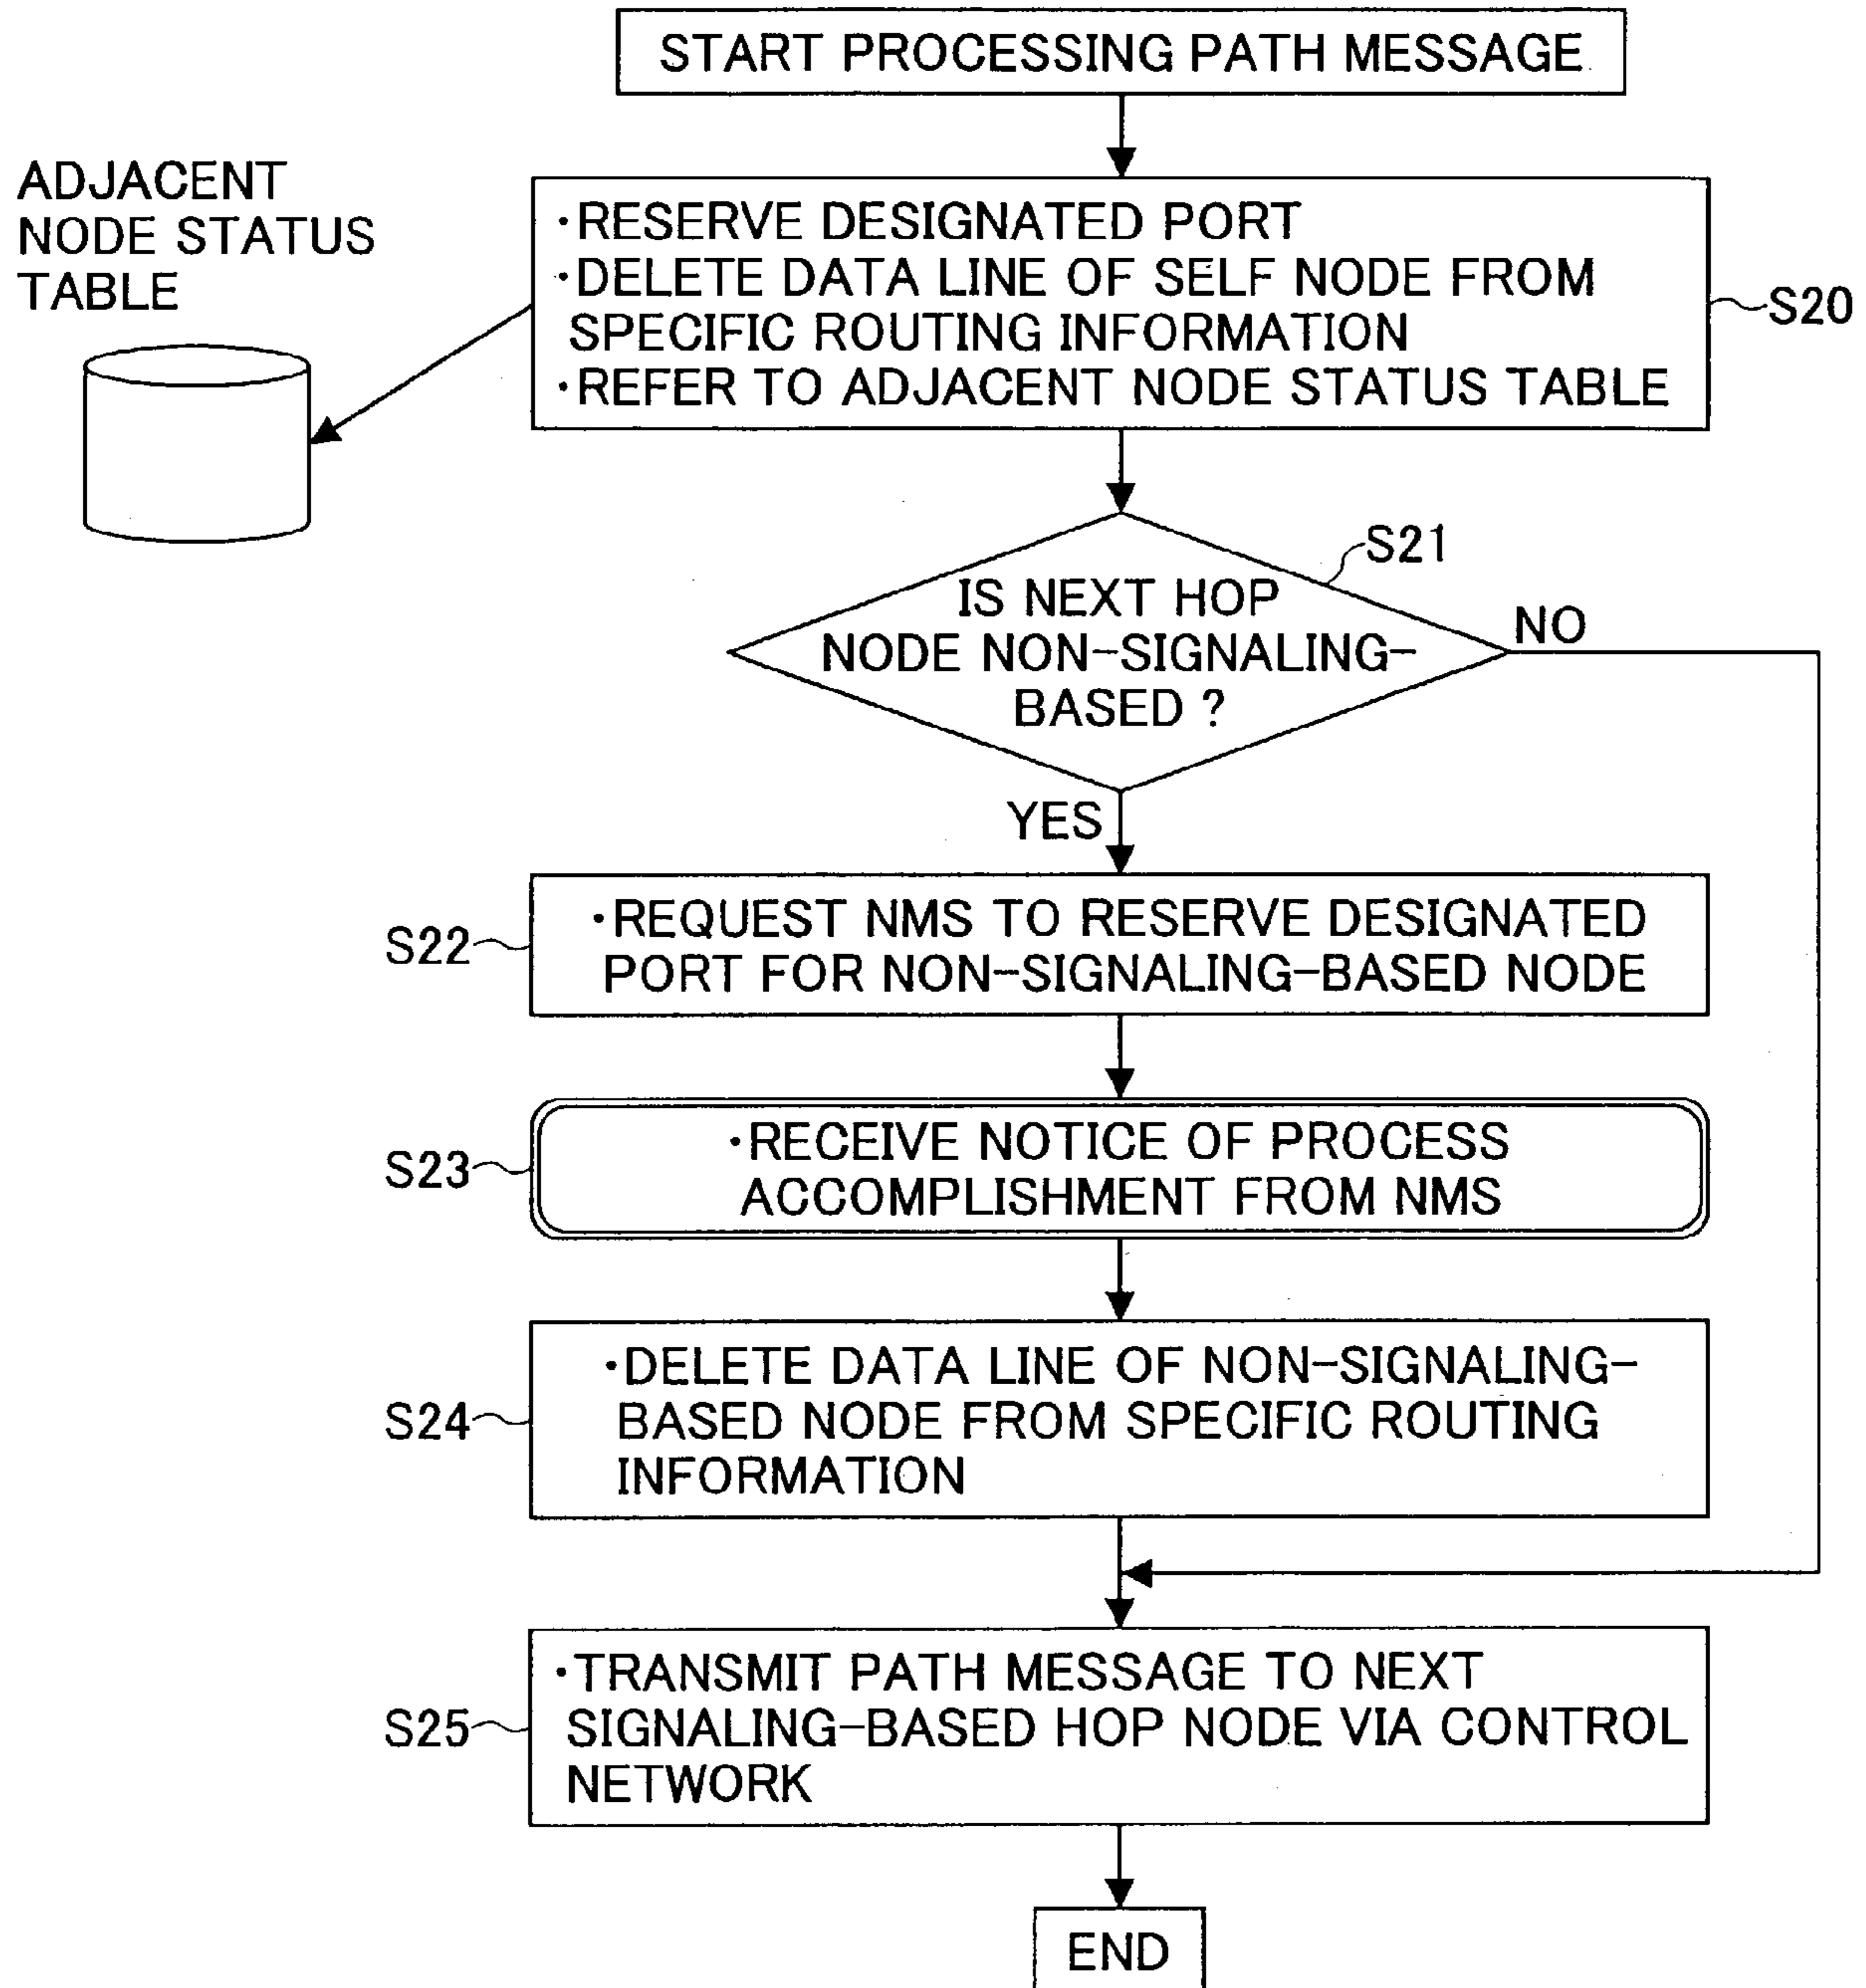 START PROCESSING PATH MESSAGE
ADJACENT
NODE STATUS
TABLE
・RESERVE DESIGNATED PORT
・DELETE DATA LINE OF SELF NODE FROM
SPECIFIC ROUTING INFORMATION
・REFER TO ADJACENT NODE STATUS TABLE
S20
S21
IS NEXT HOP
NODE NON-SIGNALING-
BASED ?
NO
YES
S22
・REQUEST NMS TO RESERVE DESIGNATED
PORT FOR NON-SIGNALING-BASED NODE
S23
・RECEIVE NOTICE OF PROCESS
ACCOMPLISHMENT FROM NMS
S24
・DELETE DATA LINE OF NON-SIGNALING-
BASED NODE FROM SPECIFIC ROUTING
INFORMATION
S25
・TRANSMIT PATH MESSAGE TO NEXT
SIGNALING-BASED HOP NODE VIA CONTROL
NETWORK
END